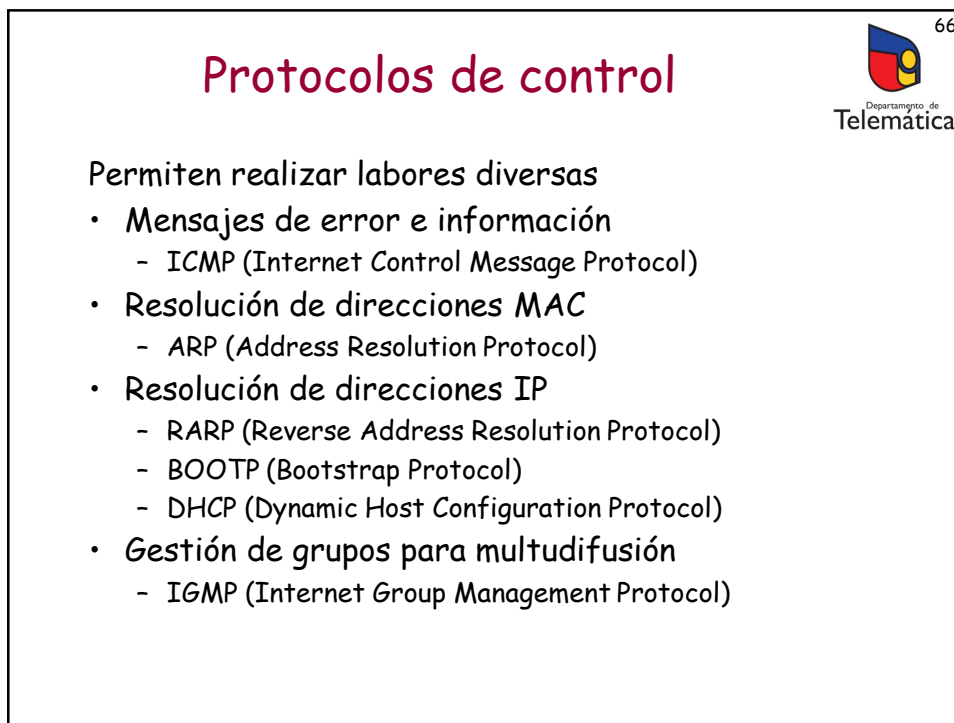 66
Protocolos de control
Departamento de
Telemática
Permiten realizar labores diversas
• Mensajes de error e información
– ICMP (Internet Control Message Protocol)
• Resolución de direcciones MAC
– ARP (Address Resolution Protocol)
• Resolución de direcciones IP
– RARP (Reverse Address Resolution Protocol)
– BOOTP (Bootstrap Protocol)
– DHCP (Dynamic Host Configuration Protocol)
• Gestión de grupos para multudifusión
– IGMP (Internet Group Management Protocol)